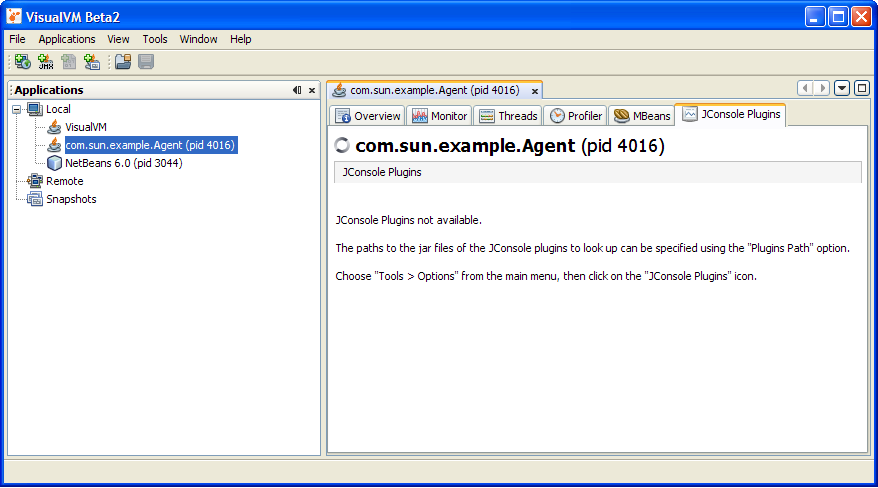 VisualVM Beta2
File Applications View Tools Window Help
JMX
Applications
Local
VisualVM
com.sun.example.Agent (pid 4016)
NetBeans 6.0 (pid 3044)
Remote
Snapshots
com.sun.example.Agent (pid 4016)
Overview Monitor Threads Profiler MBeans JConsole Plugins
com.sun.example.Agent (pid 4016)
JConsole Plugins
JConsole Plugins not available.
The paths to the jar files of the JConsole plugins to look up can be specified using the "Plugins Path" option.
Choose "Tools > Options" from the main menu, then click on the "JConsole Plugins" icon.